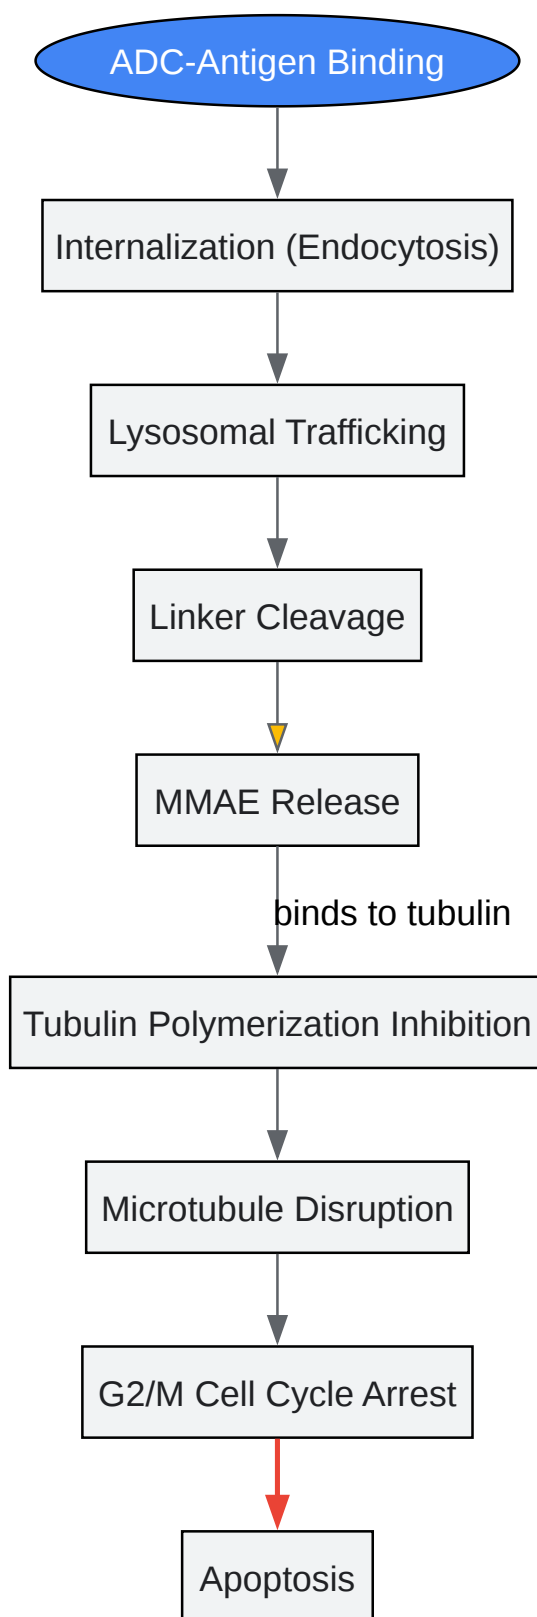 ADC-Antigen Binding
Internalization (Endocytosis)
Lysosomal Trafficking
Linker Cleavage
MMAE Release
binds to tubulin
Tubulin Polymerization Inhibition
Microtubule Disruption
G2/M Cell Cycle Arrest
Apoptosis